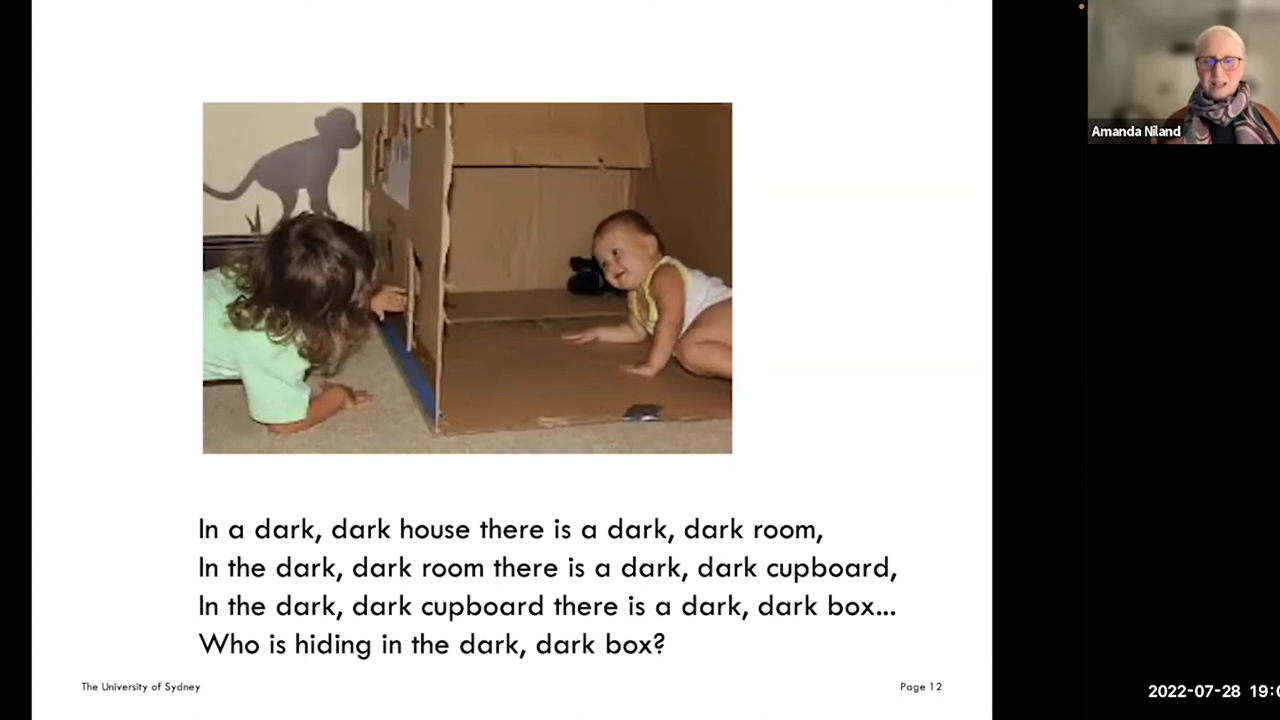 Amanda Niland
In a dark, dark house there is a dark, dark room,
In the dark, dark room there is a dark, dark cupboard,
In the dark, dark cupboard there is a dark, dark box...
Who is hiding in the dark, dark box?
The University of Sydney
Page 12
2022-07-28 19:0